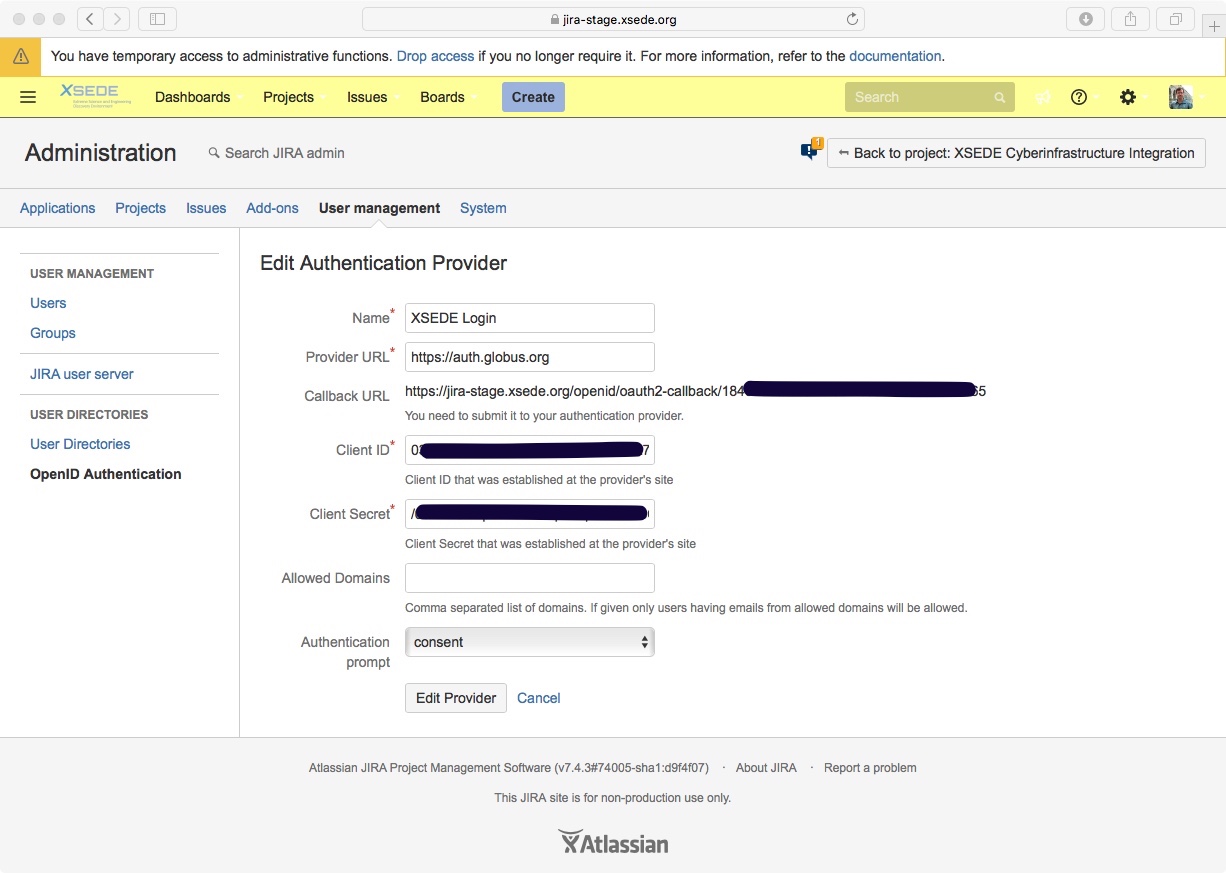 jira-stage.xsede.org
You have temporary access to administrative functions. Drop access if you no longer require it. For more information, refer to the documentation.
XSEDE
Dashboards Projects Issues Boards Create Search
Administration Search JIRA admin 1 Back to project: XSEDE Cyberinfrastructure Integration
Applications Projects Issues Add-ons User management System
USER MANAGEMENT
Users
Groups
JIRA user server
USER DIRECTORIES
User Directories
OpenID Authentication
Edit Authentication Provider
Name* XSEDE Login
Provider URL* https://auth.globus.org
Callback URL https://jira-stage.xsede.org/openid/oauth2-callback/184 65
You need to submit it to your authentication provider.
Client ID* 0 7
Client ID that was established at the provider's site
Client Secret* /
Client Secret that was established at the provider's site
Allowed Domains
Comma separated list of domains. If given only users having emails from allowed domains will be allowed.
Authentication prompt consent
Edit Provider Cancel
Atlassian JIRA Project Management Software (v7.4.3#74005-sha1:d9f4f07) · About JIRA · Report a problem
This JIRA site is for non-production use only.
Atlassian